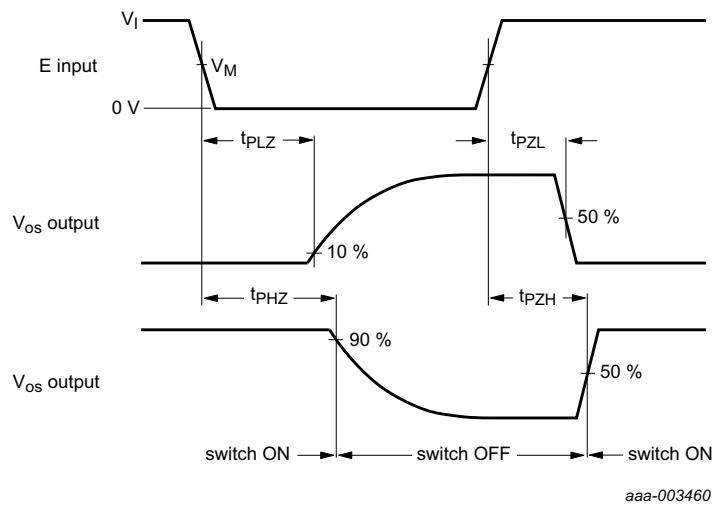 V_I
E input
V_M
0 V
t_PLZ
t_PZL
V_os output
50 %
10 %
t_PHZ
t_PZH
90 %
V_os output
50 %
switch ON
switch OFF
switch ON
aaa-003460